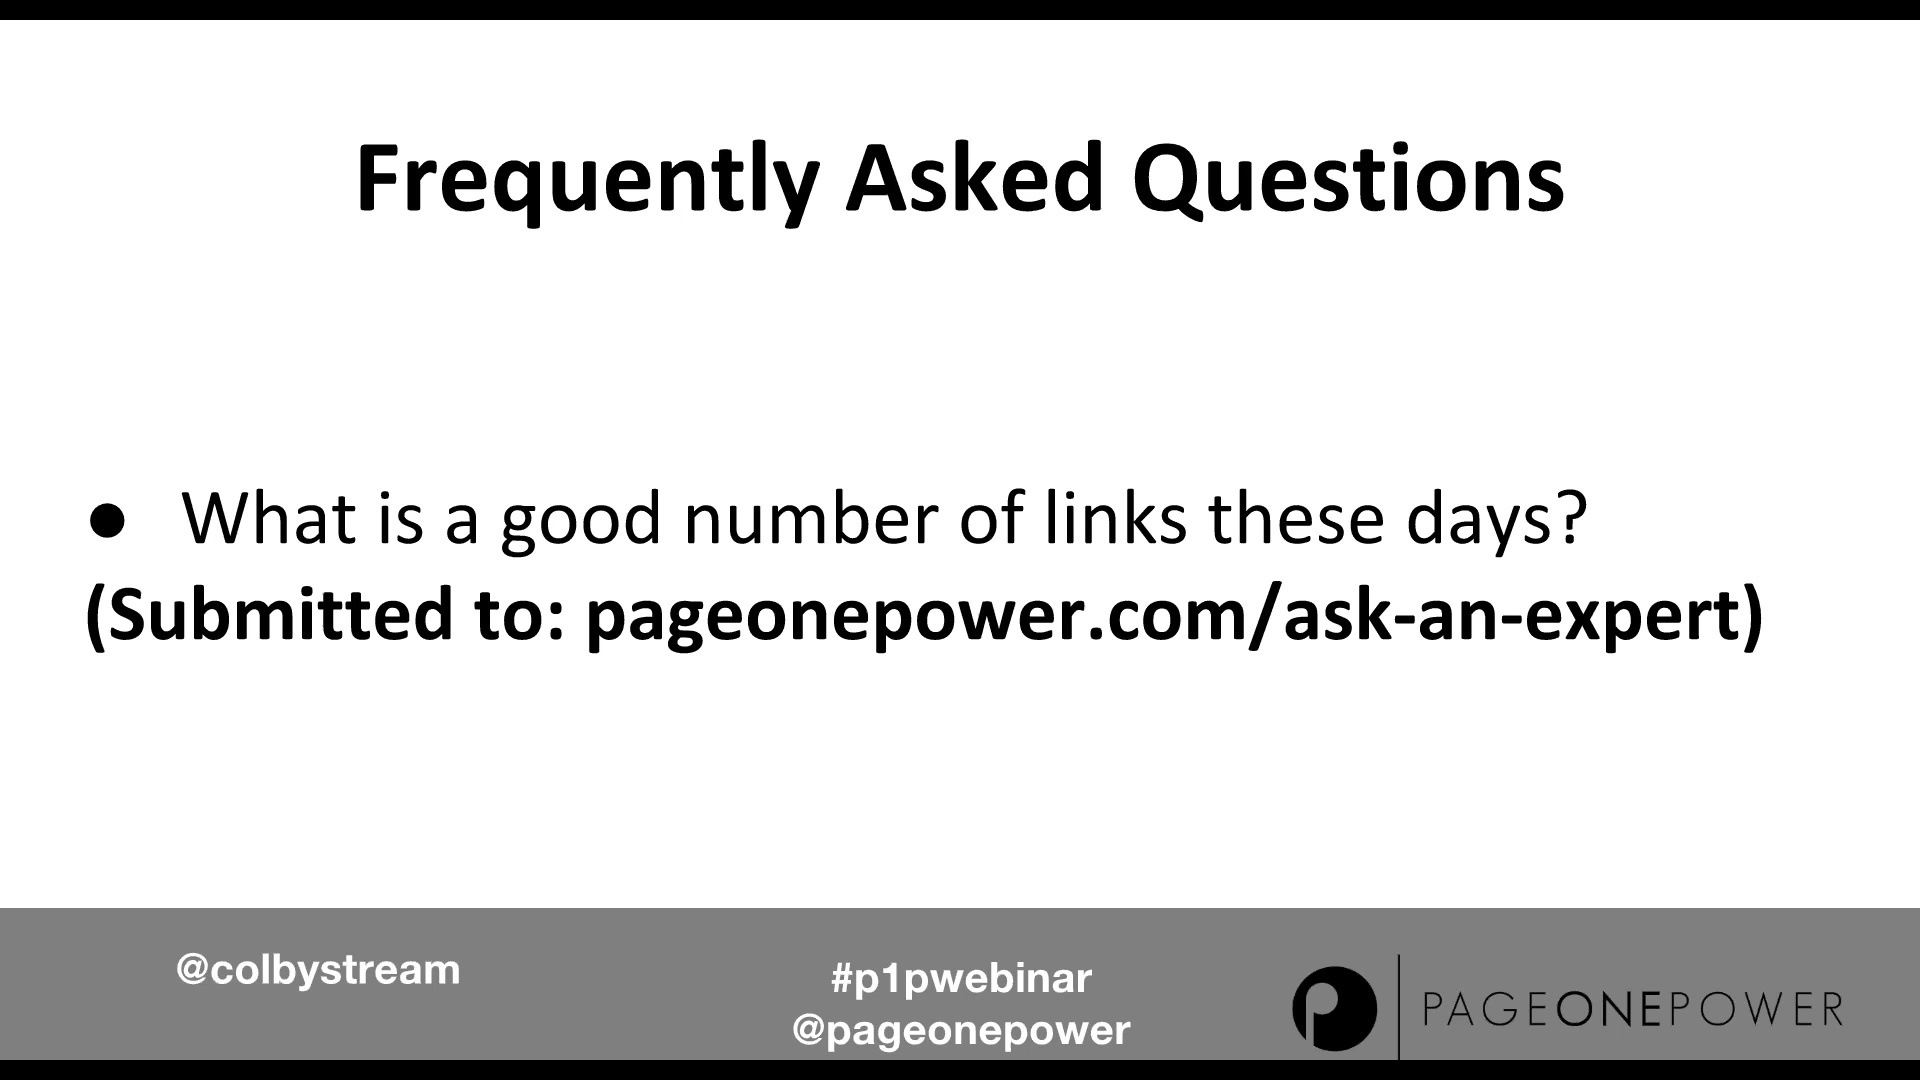 Frequently Asked Questions
● What is a good number of links these days?
(Submitted to: pageonepower.com/ask-an-expert)
@colbystream
#p1pwebinar
@pageonepower
PAGEONEPOWER